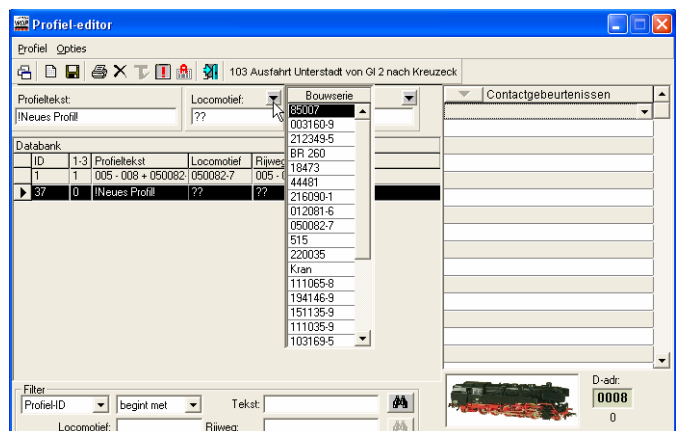 Profiel-editor
Profiel Opties
103 Ausfahrt Unterstadt von Gl 2 nach Kreuzeck
Profieltekst: Locomotief:
!Neues Profil! ??
Bouwserie
85007
003160-9
212349-5
BR 260
18473
44481
216090-1
012081-6
050082-7
515
220035
Kran
111065-8
194146-9
151135-9
111035-9
103169-5
Contactgebeurtenissen
Databank
ID 1-3 Profieltekst Locomotief Rijweg
1 1 005 - 008 + 050082- 050082-7 005 -
37 0 !Neues Profil! ?? ??
Filter
Profiel-ID begint met Tekst:
Locomotief: Rijweg:
D-adr:
0008
0